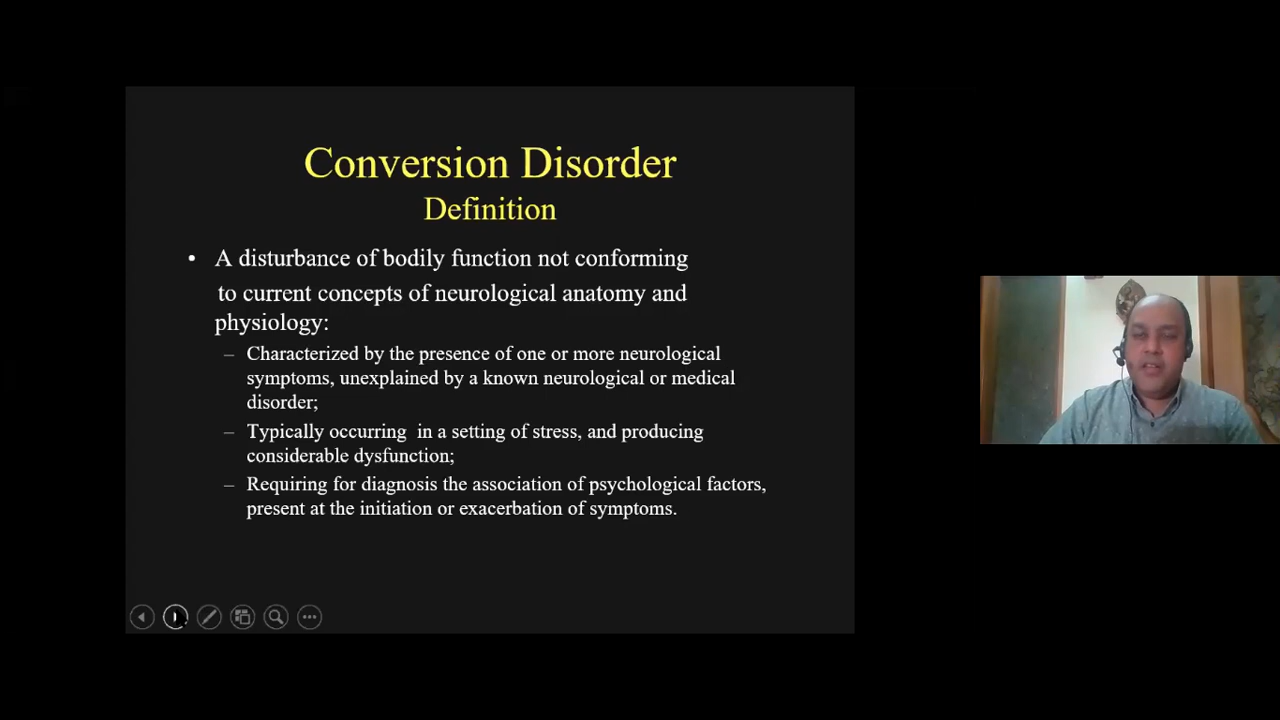 Conversion Disorder
Definition
• A disturbance of bodily function not conforming
to current concepts of neurological anatomy and
physiology:
– Characterized by the presence of one or more neurological
symptoms, unexplained by a known neurological or medical
disorder;
– Typically occurring in a setting of stress, and producing
considerable dysfunction;
– Requiring for diagnosis the association of psychological factors,
present at the initiation or exacerbation of symptoms.